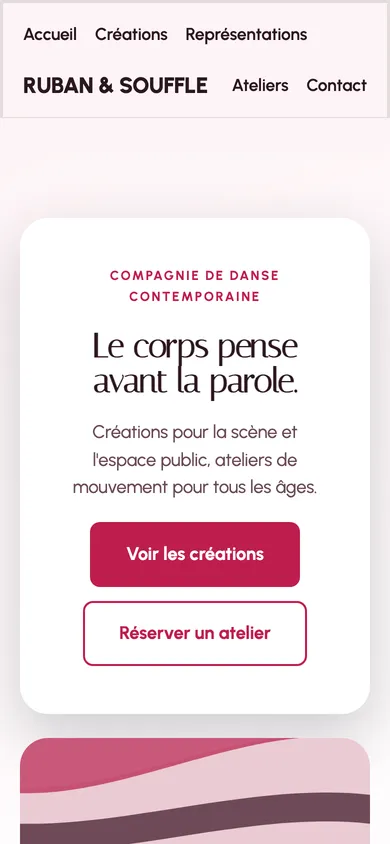 Accueil Créations Représentations
RUBAN & SOUFFLE Ateliers Contact
COMPAGNIE DE DANSE
CONTEMPORAINE
Le corps pense
avant la parole.
Créations pour la scène et
l'espace public, ateliers de
mouvement pour tous les âges.
Voir les créations
Réserver un atelier